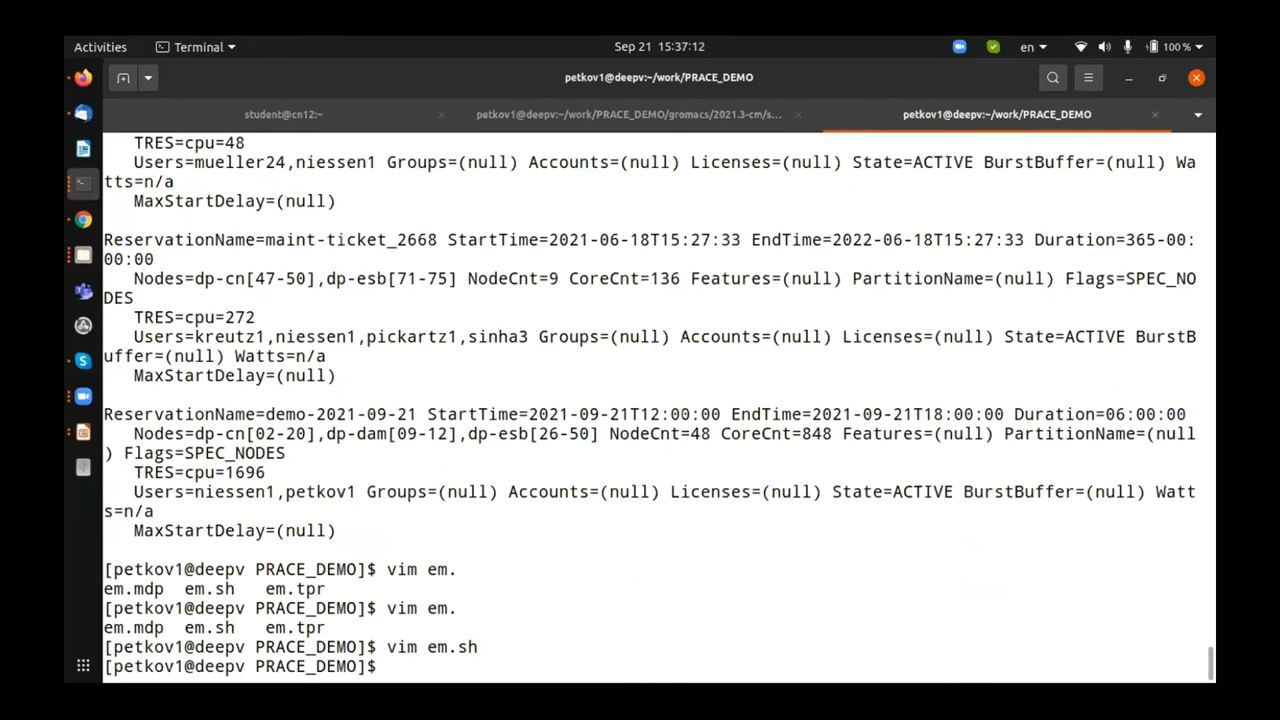 Activities
Terminal
Sep 21 15:37:12
en
100 %
petkov1@deepv:~/work/PRACE_DEMO
student@cn12:~
petkov1@deepv:~/work/PRACE_DEMO/gromacs/2021.3-cm/s...
petkov1@deepv:~/work/PRACE_DEMO
TRES=cpu=48
Users=mueller24,niessen1 Groups=(null) Accounts=(null) Licenses=(null) State=ACTIVE BurstBuffer=(null) Wa
tts=n/a
MaxStartDelay=(null)
ReservationName=maint-ticket_2668 StartTime=2021-06-18T15:27:33 EndTime=2022-06-18T15:27:33 Duration=365-00:
00:00
Nodes=dp-cn[47-50],dp-esb[71-75] NodeCnt=9 CoreCnt=136 Features=(null) PartitionName=(null) Flags=SPEC_NO
DES
TRES=cpu=272
Users=kreutz1,niessen1,pickartz1,sinha3 Groups=(null) Accounts=(null) Licenses=(null) State=ACTIVE BurstB
uffer=(null) Watts=n/a
MaxStartDelay=(null)
ReservationName=demo-2021-09-21 StartTime=2021-09-21T12:00:00 EndTime=2021-09-21T18:00:00 Duration=06:00:00
Nodes=dp-cn[02-20],dp-dam[09-12],dp-esb[26-50] NodeCnt=48 CoreCnt=848 Features=(null) PartitionName=(null
) Flags=SPEC_NODES
TRES=cpu=1696
Users=niessen1,petkov1 Groups=(null) Accounts=(null) Licenses=(null) State=ACTIVE BurstBuffer=(null) Watt
s=n/a
MaxStartDelay=(null)
[petkov1@deepv PRACE_DEMO]$ vim em.
em.mdp em.sh em.tpr
[petkov1@deepv PRACE_DEMO]$ vim em.
em.mdp em.sh em.tpr
[petkov1@deepv PRACE_DEMO]$ vim em.sh
[petkov1@deepv PRACE_DEMO]$